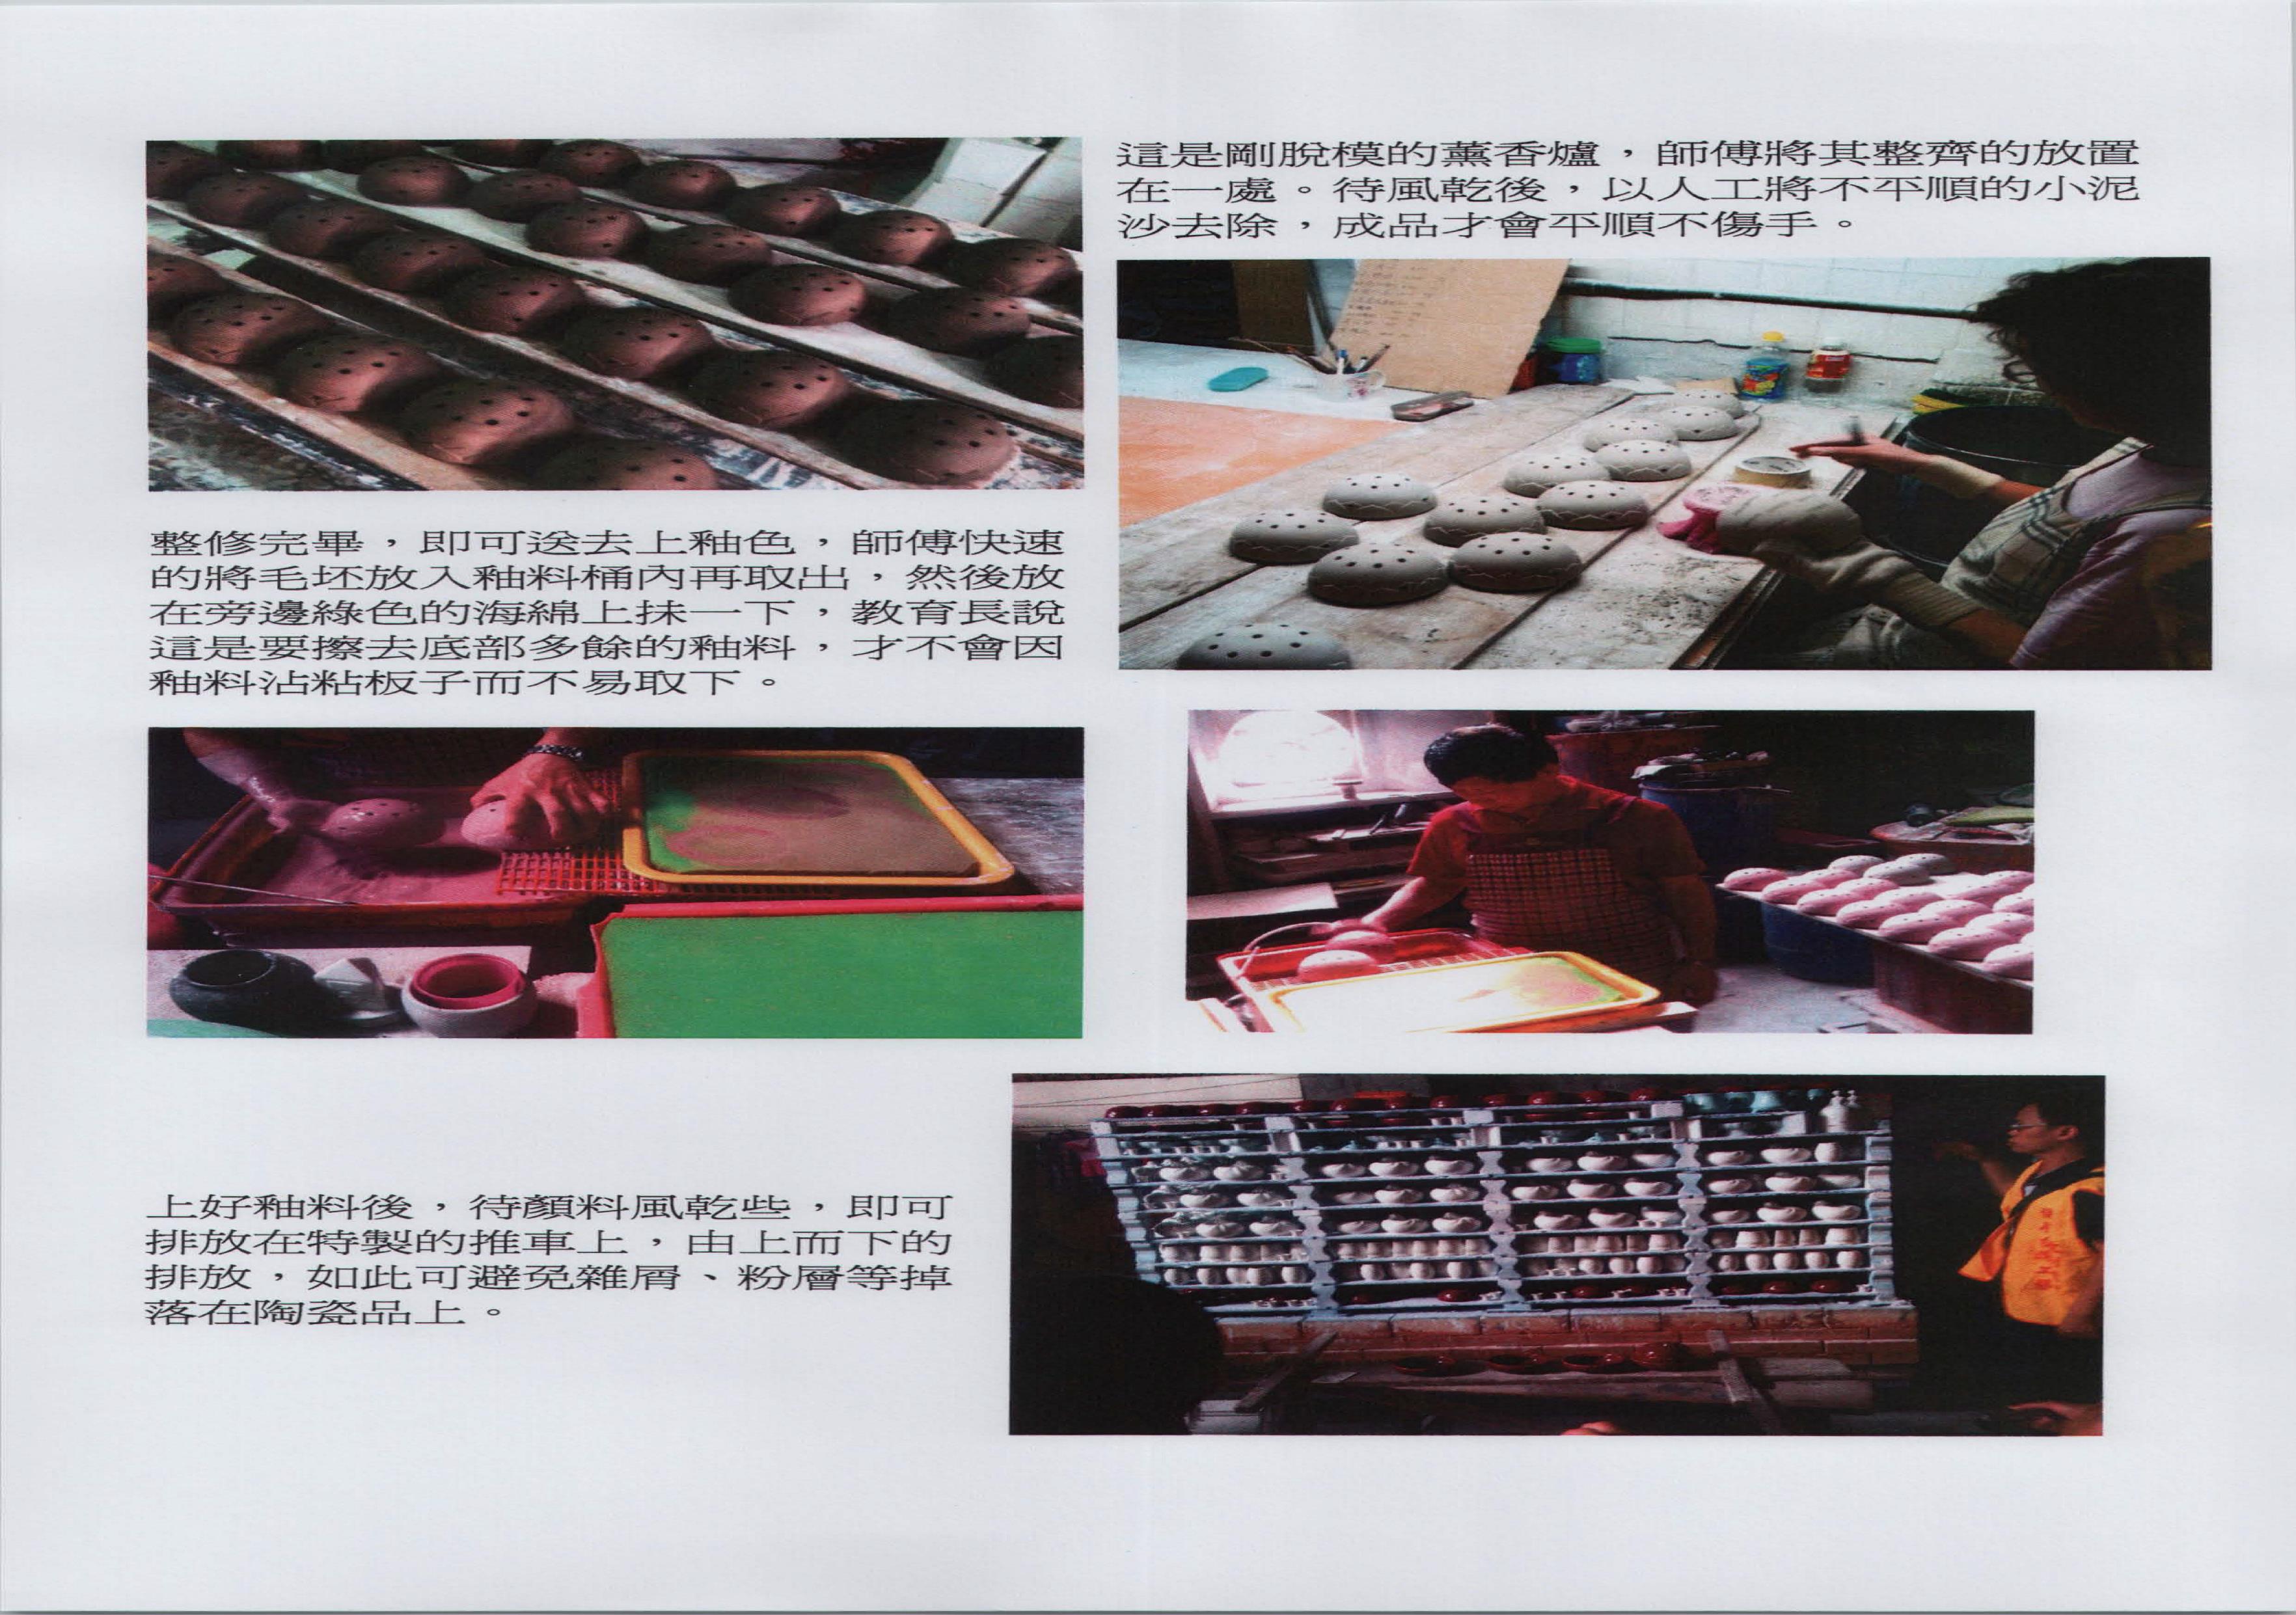 這是剛脫模的薰香爐，師傅將其整齊的放置
在一處。待風乾後，以人工將不平順的小泥
沙去除，成品才會平順不傷手。
整修完畢，即可送去上釉色，師傅快速
的將毛坯放入釉料桶內再取出，然後放
在旁邊綠色的海綿上抹一下，教育長說
這是要擦去底部多餘的釉料，才不會因
釉料沾粘板子而不易取下。
上好釉料後，待顏料風乾些，即可
排放在特製的推車上，由上而下的
排放，如此可避免雜屑、粉層等掉
落在陶瓷品上。